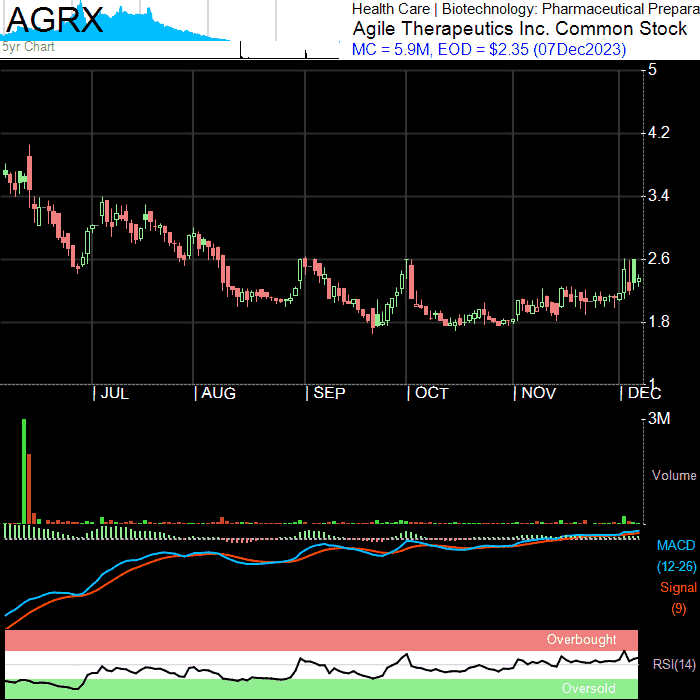 AGRX
5yr Chart
Health Care | Biotechnology: Pharmaceutical Prepara
Agile Therapeutics Inc. Common Stock
MC = 5.9M, EOD = $2.35 (07Dec2023)
5
4.2
3.4
2.6
1.8
1
JUL
AUG
SEP
OCT
NOV
DEC
3M
Volume
MACD
(12-26)
Signal
(9)
Overbought
RSI(14)
Oversold